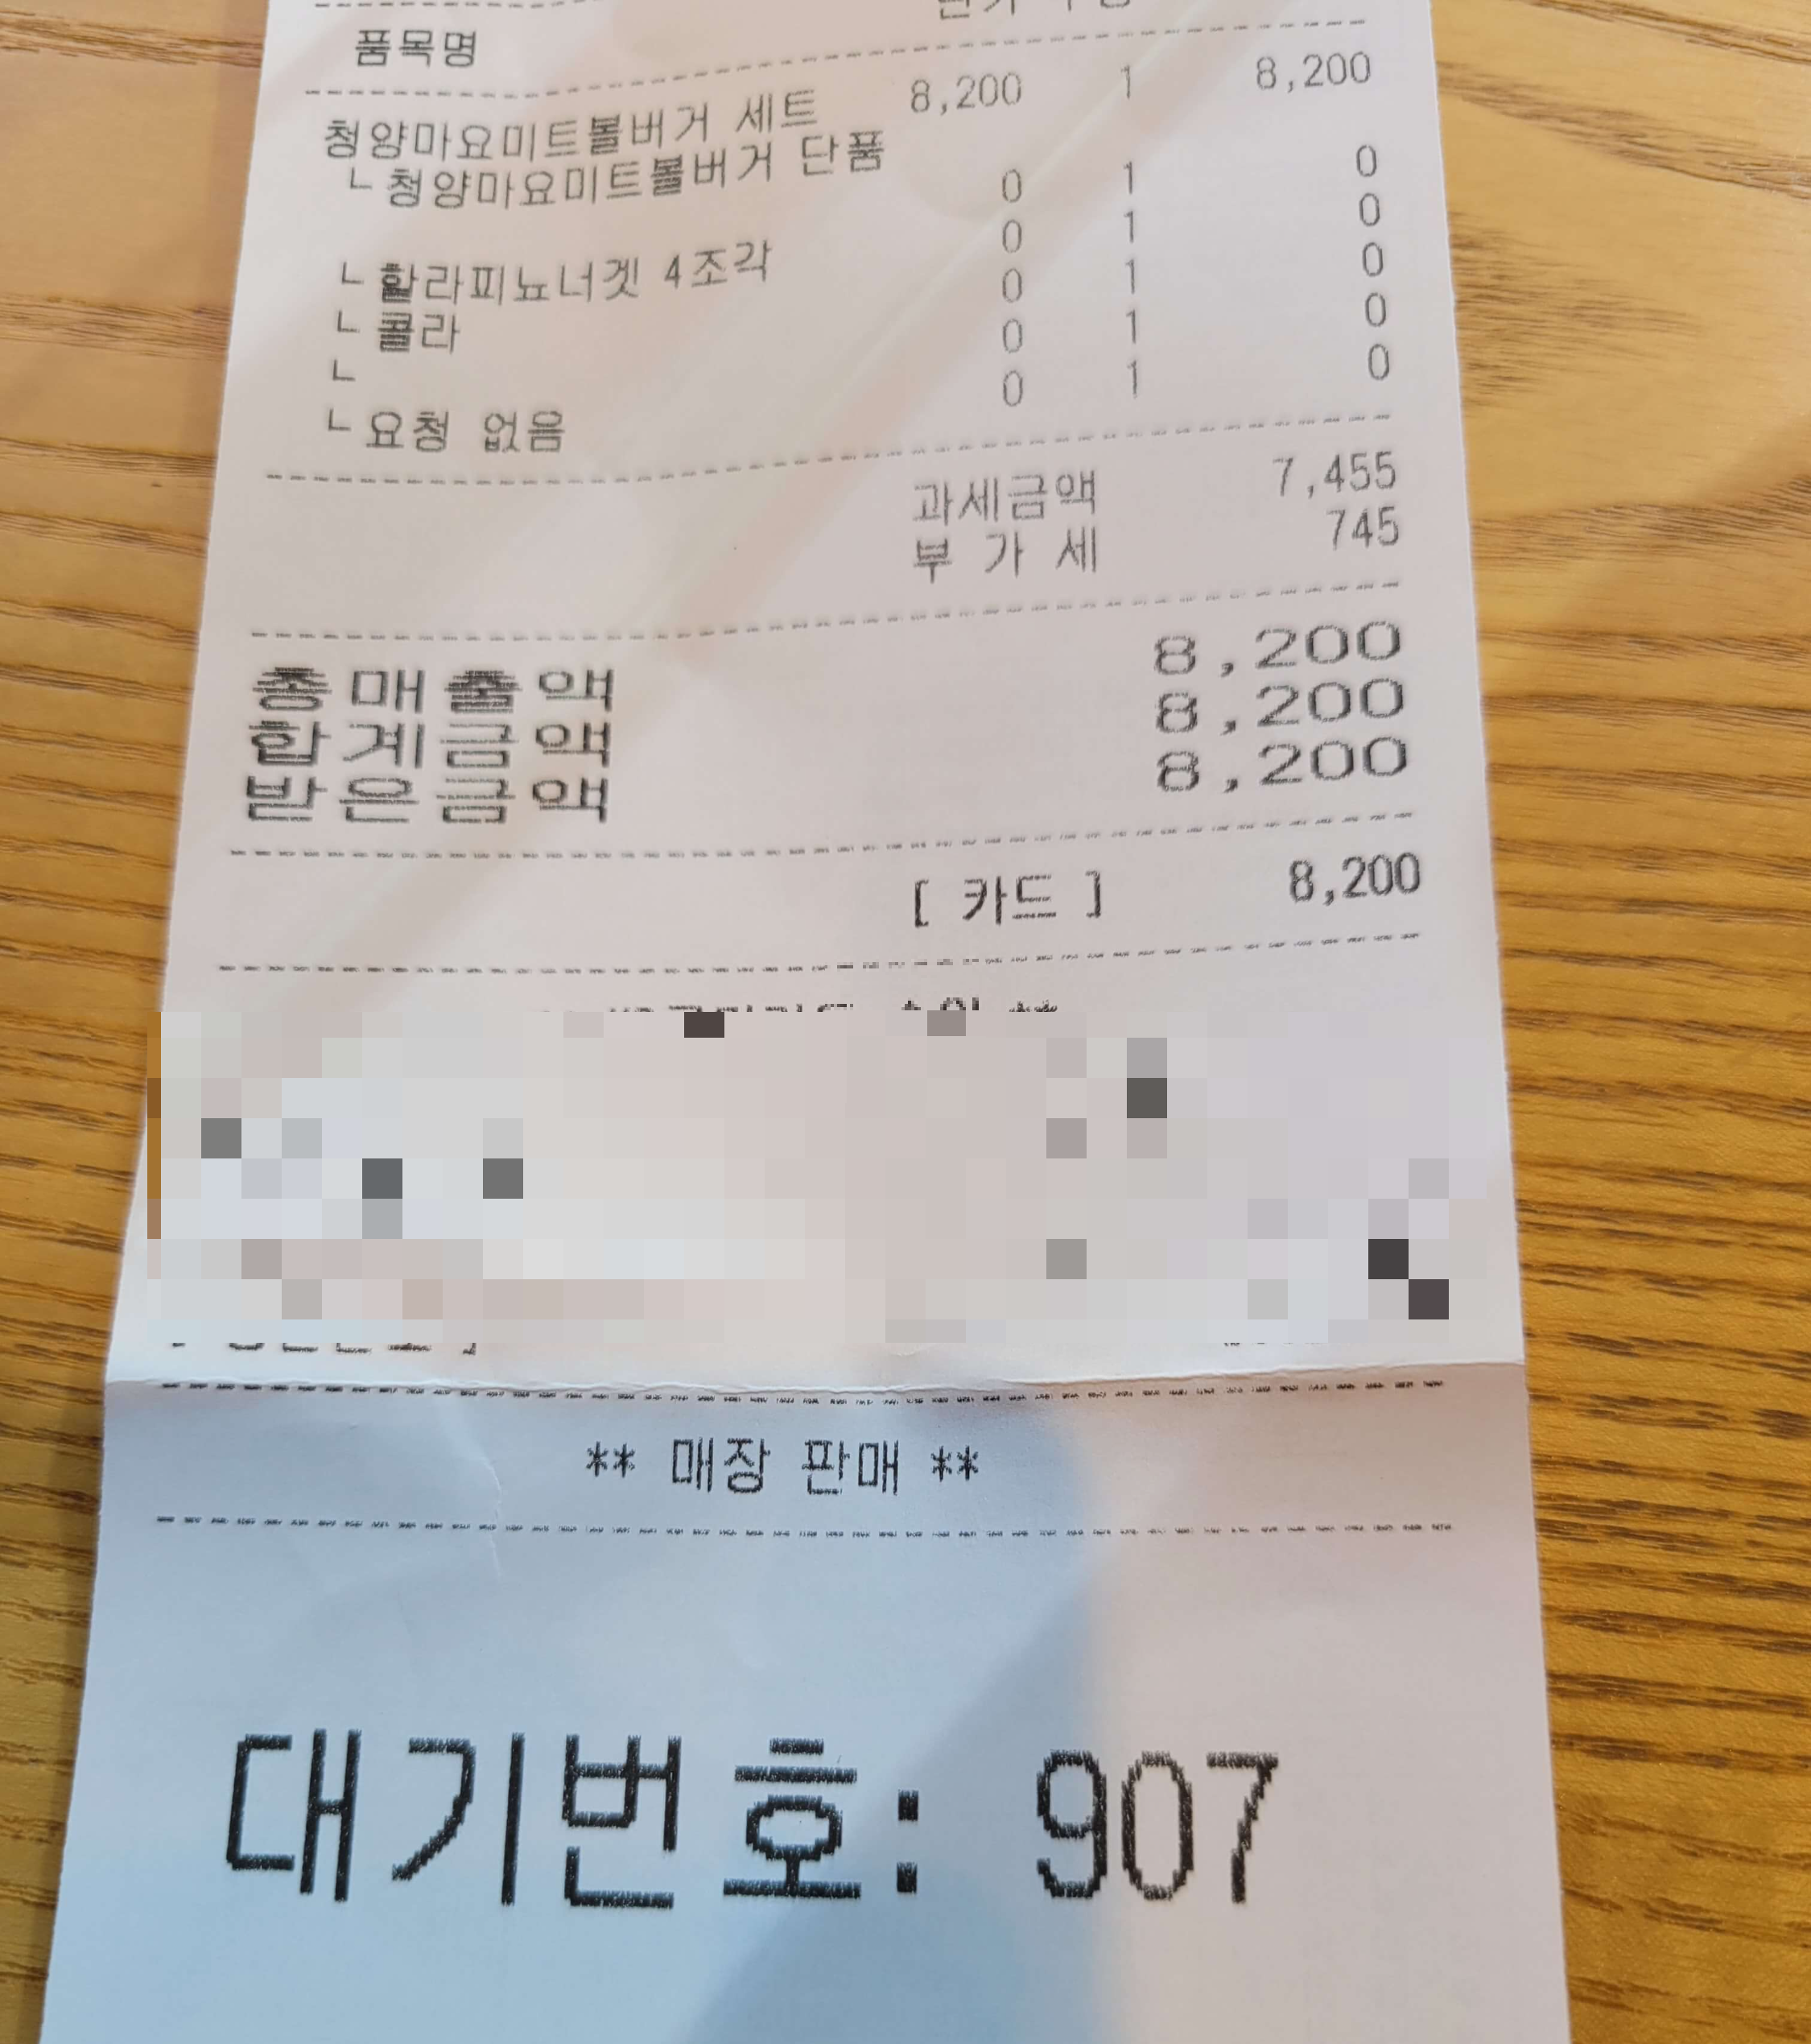 품목명
청양마요미트볼버거 세트 8,200 1 8,200
ㄴ청양마요미트볼버거 단품
0 1 0
ㄴ할라피뇨너겟 4조각 0 1 0
ㄴ콜라 0 1 0
ㄴ 0 1 0
ㄴ요청 없음 0 1 0
과세금액 7,455
부 가 세 745
총매출액 8,200
합계금액 8,200
받은금액 8,200
[ 카드 ] 8,200
** 매장 판매 **
대기번호: 907